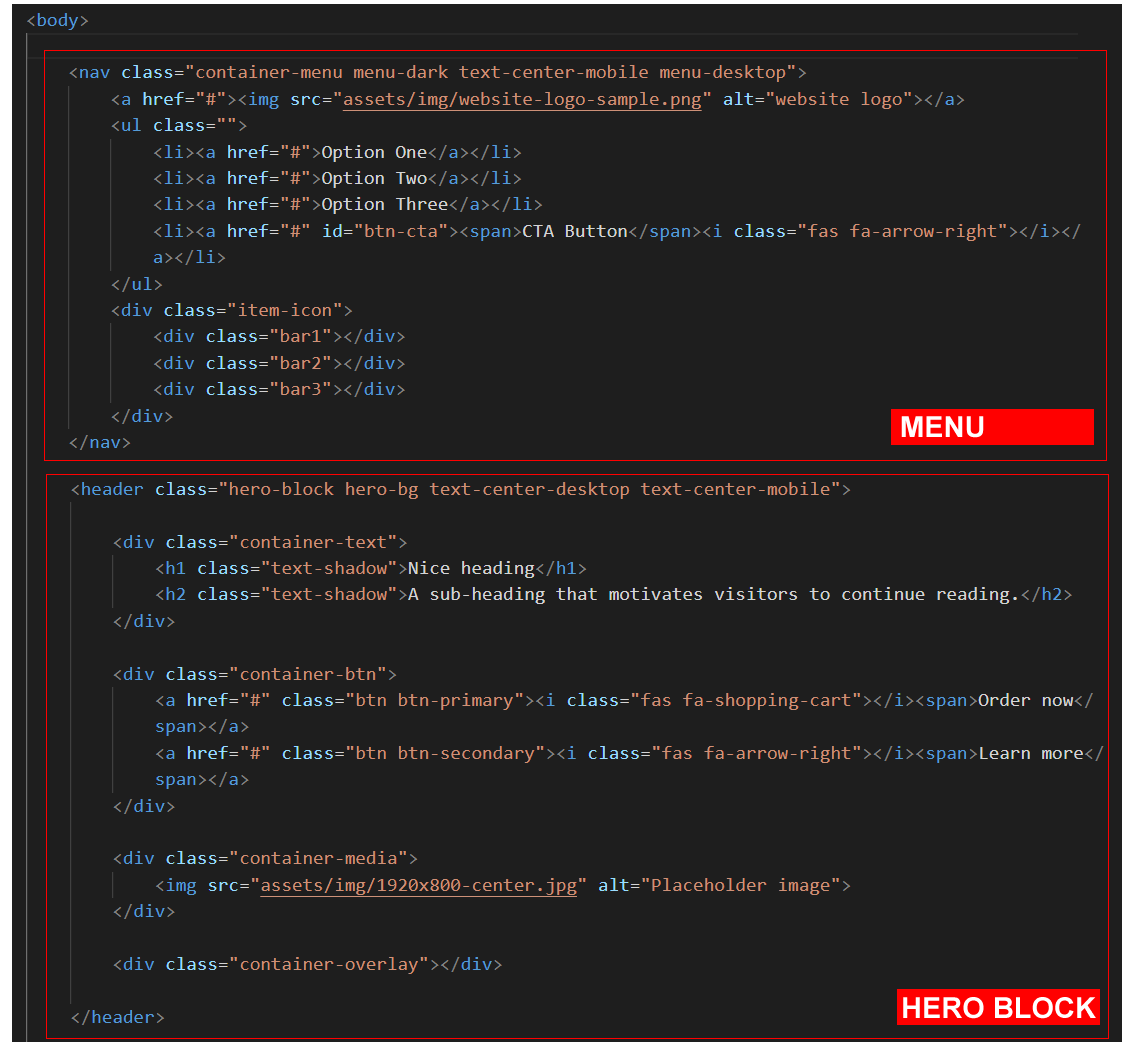 <body>
<nav class="container-menu menu-dark text-center-mobile menu-desktop">
<a href="#"><img src="assets/img/website-logo-sample.png" alt="website logo"></a>
<ul class="">
<li><a href="#">Option One</a></li>
<li><a href="#">Option Two</a></li>
<li><a href="#">Option Three</a></li>
<li><a href="#" id="btn-cta"><span>CTA Button</span><i class="fas fa-arrow-right"></i></
a></li>
</ul>
<div class="item-icon">
<div class="bar1"></div>
<div class="bar2"></div>
<div class="bar3"></div>
</div>
</nav>
MENU
<header class="hero-block hero-bg text-center-desktop text-center-mobile">
<div class="container-text">
<h1 class="text-shadow">Nice heading</h1>
<h2 class="text-shadow">A sub-heading that motivates visitors to continue reading.</h2>
</div>
<div class="container-btn">
<a href="#" class="btn btn-primary"><i class="fas fa-shopping-cart"></i><span>Order now</
span></a>
<a href="#" class="btn btn-secondary"><i class="fas fa-arrow-right"></i><span>Learn more</
span></a>
</div>
<div class="container-media">
<img src="assets/img/1920x800-center.jpg" alt="Placeholder image">
</div>
<div class="container-overlay"></div>
</header>
HERO BLOCK